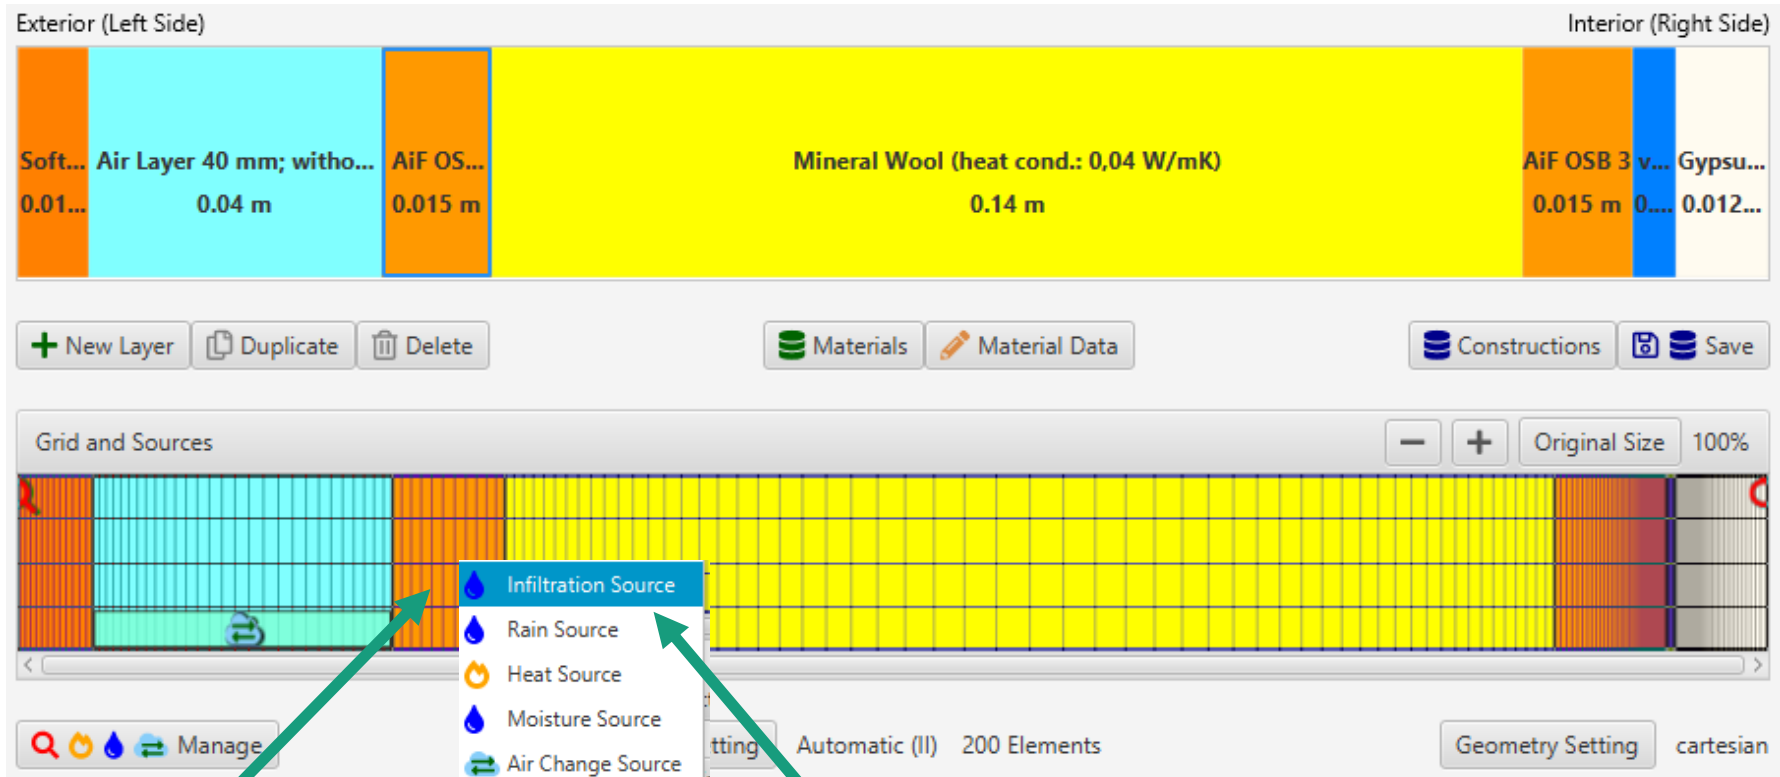 Exterior (Left Side) Interior (Right Side)
Soft... Air Layer 40 mm; witho... AiF OS... Mineral Wool (heat cond.: 0,04 W/mK) AiF OSB 3 v... Gypsu...
0.01... 0.04 m 0.015 m 0.14 m 0.015 m 0.... 0.012...
New Layer Duplicate Delete Materials Material Data Constructions Save
Grid and Sources Original Size 100%
Infiltration Source
Rain Source
Heat Source
Moisture Source
Manage tting Automatic (II) 200 Elements Geometry Setting cartesian
Air Change Source